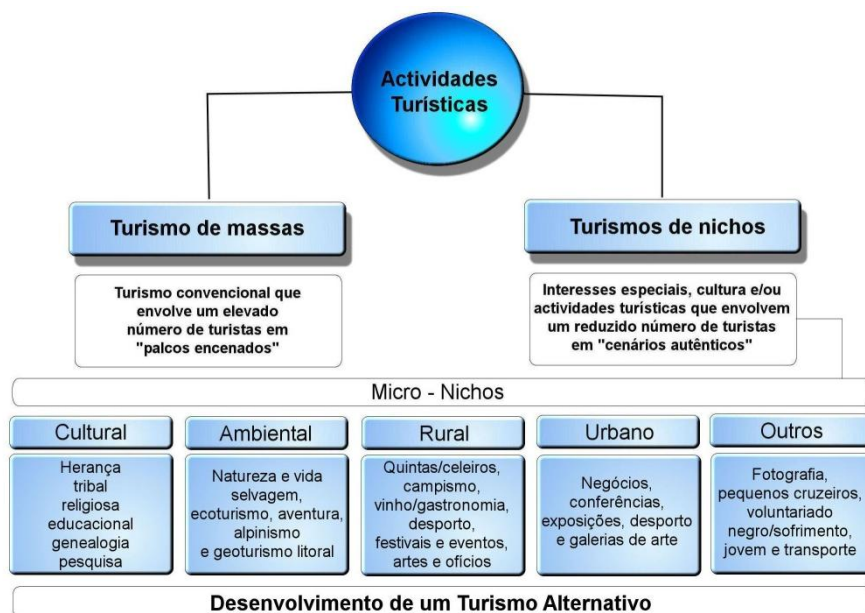 Actividades
Turísticas
Turismo de massas
Turismos de nichos
Turismo convencional que
envolve um elevado
número de turistas em
"palcos encenados"
Interesses especiais, cultura e/ou
actividades turísticas que envolvem
um reduzido número de turistas
em "cenários autênticos"
Micro - Nichos
Cultural
Herança
tribal
religiosa
educacional
genealogia
pesquisa
Ambiental
Natureza e vida
selvagem,
ecoturismo, aventura,
alpinismo
e geoturismo litoral
Rural
Quintas/celeiros,
campismo,
vinho/gastronomia,
desporto,
festivais e eventos,
artes e ofícios
Urbano
Negócios,
conferências,
exposições, desporto
e galerias de arte
Outros
Fotografia,
pequenos cruzeiros,
voluntariado
negro/sofrimento,
jovem e transporte
Desenvolvimento de um Turismo Alternativo